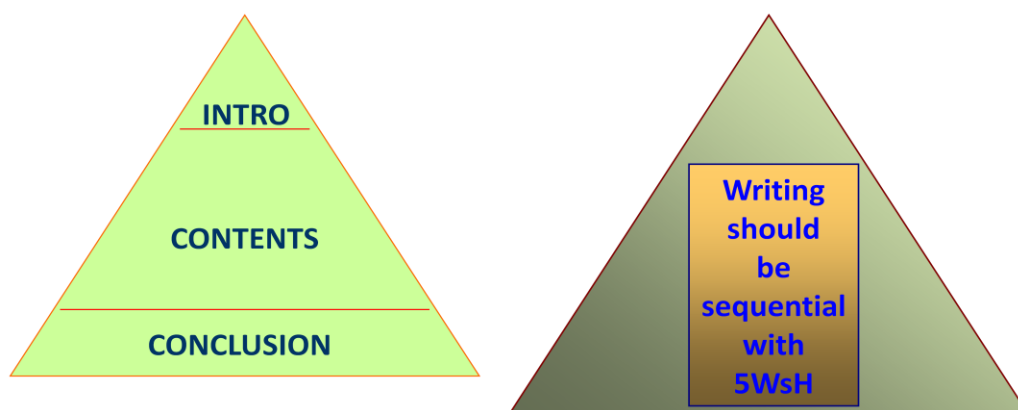 INTRO
CONTENTS
CONCLUSION
Writing
should
be
sequential
with
5WsH